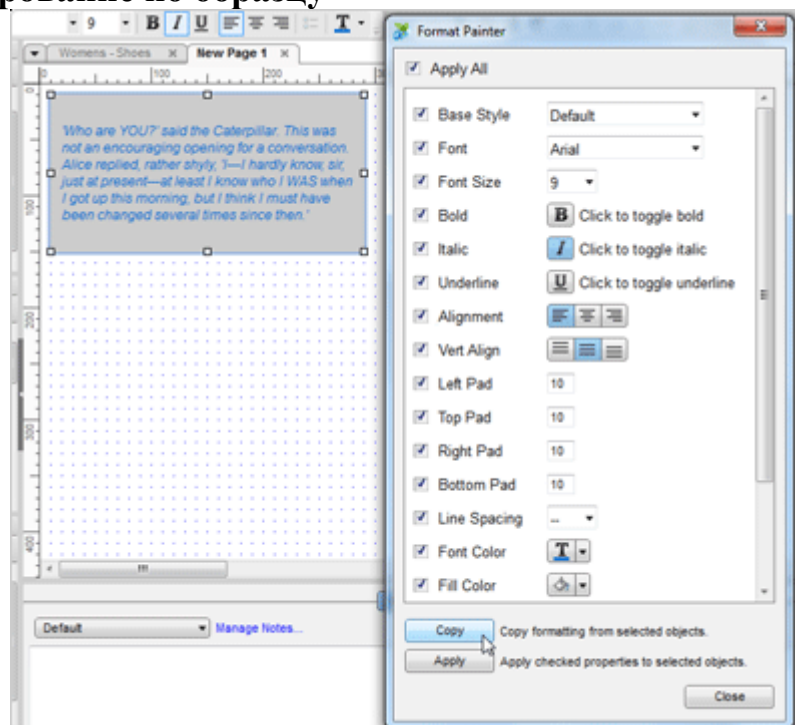 рование по образцу
9 B I U T
Womens - Shoes x New Page 1 x
0 100 200
'Who are YOU?' said the Caterpillar. This was
not an encouraging opening for a conversation.
Alice replied, rather shyly, 'I—I hardly know, sir,
just at present—at least I know who I WAS when
I got up this morning, but I think I must have
been changed several times since then.'
0
100
200
300
400
Default Manage Notes...
Format Painter
Apply All
Base Style Default
Font Arial
Font Size 9
Bold B Click to toggle bold
Italic I Click to toggle italic
Underline U Click to toggle underline
Alignment
Vert Align
Left Pad 10
Top Pad 10
Right Pad 10
Bottom Pad 10
Line Spacing --
Font Color T
Fill Color
Copy Copy formatting from selected objects.
Apply Apply checked properties to selected objects.
Close